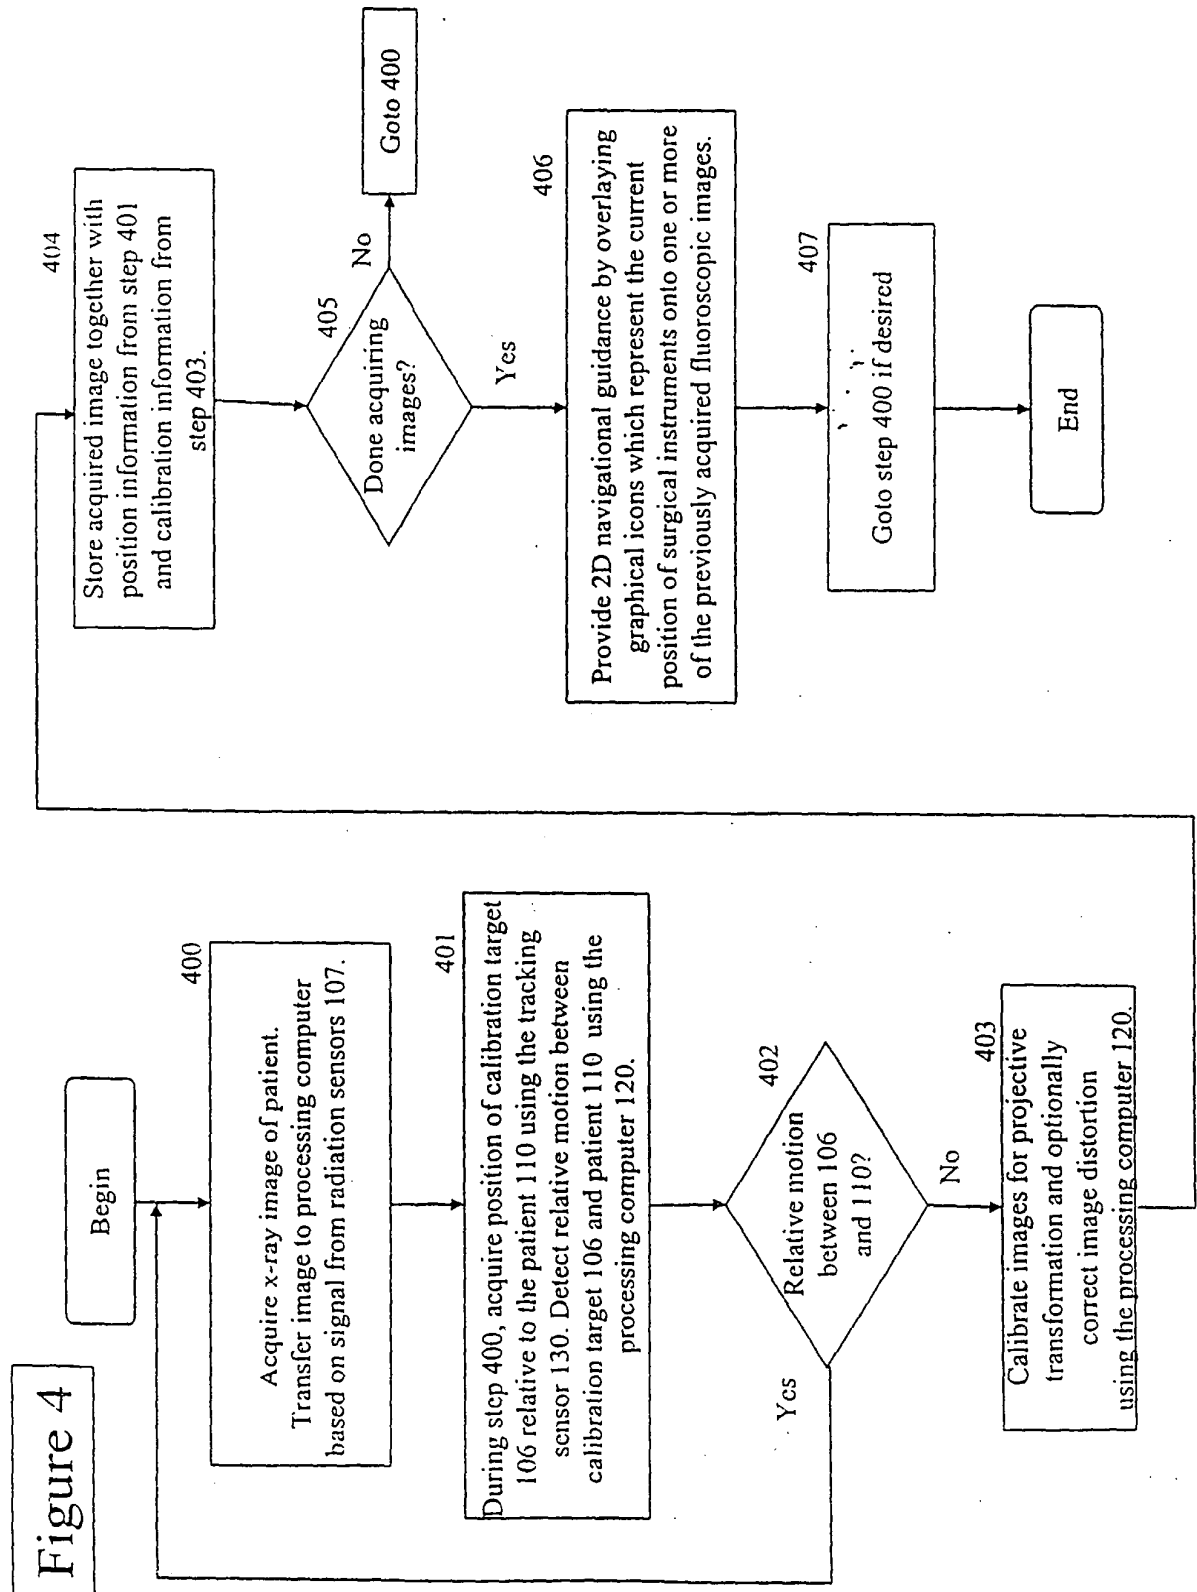 Figure 4
Begin
400
Acquire x-ray image of patient.
Transfer image to processing computer
based on signal from radiation sensors 107.
401
During step 400, acquire position of calibration target
106 relative to the patient 110 using the tracking
sensor 130. Detect relative motion between
calibration target 106 and patient 110 using the
processing computer 120.
402
Relative motion
between 106
and 110?
Yes
No
403
Calibrate images for projective
transformation and optionally
correct image distortion
using the processing computer 120.
404
Store acquired image together with
position information from step 401
and calibration information from
step 403.
405
Done acquiring
images?
No
Goto 400
Yes
406
Provide 2D navigational guidance by overlaying
graphical icons which represent the current
position of surgical instruments onto one or more
of the previously acquired fluoroscopic images.
407
Goto step 400 if desired
End